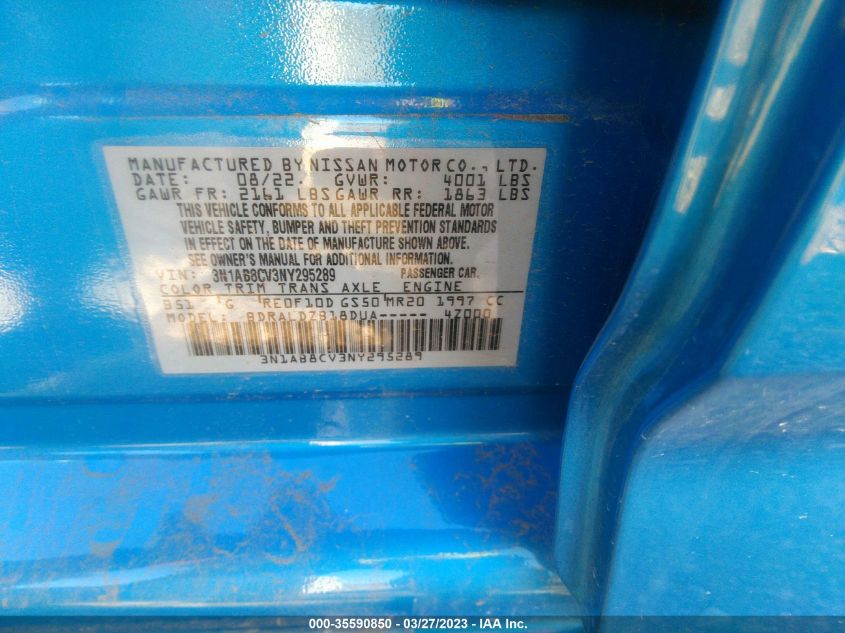 MANUFACTURED BY NISSAN MOTOR CO., LTD.
DATE: 08/22. GVWR: 4001 LBS
GAWR FR: 2161 LBS GAWR RR: 1863 LBS
THIS VEHICLE CONFORMS TO ALL APPLICABLE FEDERAL MOTOR
VEHICLE SAFETY, BUMPER AND THEFT PREVENTION STANDARDS
IN EFFECT ON THE DATE OF MANUFACTURE SHOWN ABOVE.
SEE OWNER'S MANUAL FOR ADDITIONAL INFORMATION.
VIN: 3N1AB8CV3NY295289 PASSENGER CAR.
COLOR TRIM TRANS AXLE ENGINE
B51 G RE0F10D GS50 MR20 1997 CC
MODEL: BDRALDZB18DUA----- 4Z000
3N1AB8CV3NY295289
000-35590850 - 03/27/2023 - IAA Inc.